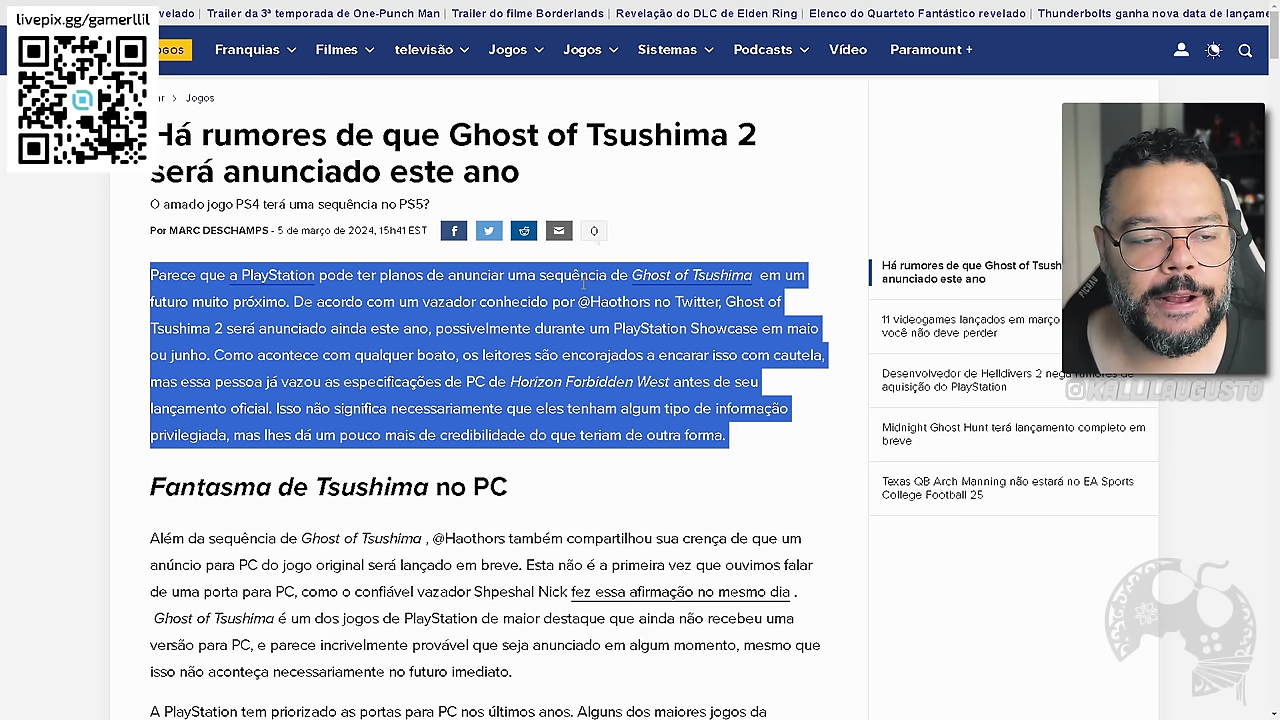 livepix.gg/gamerllil
velado | Trailer da 3ª temporada de One-Punch Man | Trailer do filme Borderlands | Revelação do DLC de Elden Ring | Elenco do Quarteto Fantástico revelado | Thunderbolts ganha nova data de lançame
OGOS Franquias Filmes televisão Jogos Jogos Sistemas Podcasts Vídeo Paramount +
ar > Jogos
Há rumores de que Ghost of Tsushima 2
será anunciado este ano
O amado jogo PS4 terá uma sequência no PS5?
Por MARC DESCHAMPS - 5 de março de 2024, 15h41 EST 0
Parece que a PlayStation pode ter planos de anunciar uma sequência de Ghost of Tsushima em um
futuro muito próximo. De acordo com um vazador conhecido por @Haothors no Twitter, Ghost of
Tsushima 2 será anunciado ainda este ano, possivelmente durante um PlayStation Showcase em maio
ou junho. Como acontece com qualquer boato, os leitores são encorajados a encarar isso com cautela,
mas essa pessoa já vazou as especificações de PC de Horizon Forbidden West antes de seu
lançamento oficial. Isso não significa necessariamente que eles tenham algum tipo de informação
privilegiada, mas lhes dá um pouco mais de credibilidade do que teriam de outra forma.
Fantasma de Tsushima no PC
Além da sequência de Ghost of Tsushima , @Haothors também compartilhou sua crença de que um
anúncio para PC do jogo original será lançado em breve. Esta não é a primeira vez que ouvimos falar
de uma porta para PC, como o confiável vazador Shpeshal Nick fez essa afirmação no mesmo dia .
Ghost of Tsushima é um dos jogos de PlayStation de maior destaque que ainda não recebeu uma
versão para PC, e parece incrivelmente provável que seja anunciado em algum momento, mesmo que
isso não aconteça necessariamente no futuro imediato.
A PlayStation tem priorizado as portas para PC nos últimos anos. Alguns dos maiores jogos da
Há rumores de que Ghost of Tsush
anunciado este ano
11 videogames lançados em março
você não deve perder
Desenvolvedor de Helldivers 2 nega rumores de
aquisição do PlayStation
Midnight Ghost Hunt terá lançamento completo em
breve
Texas QB Arch Manning não estará no EA Sports
College Football 25
PICHAU
KALLILAUGUSTO